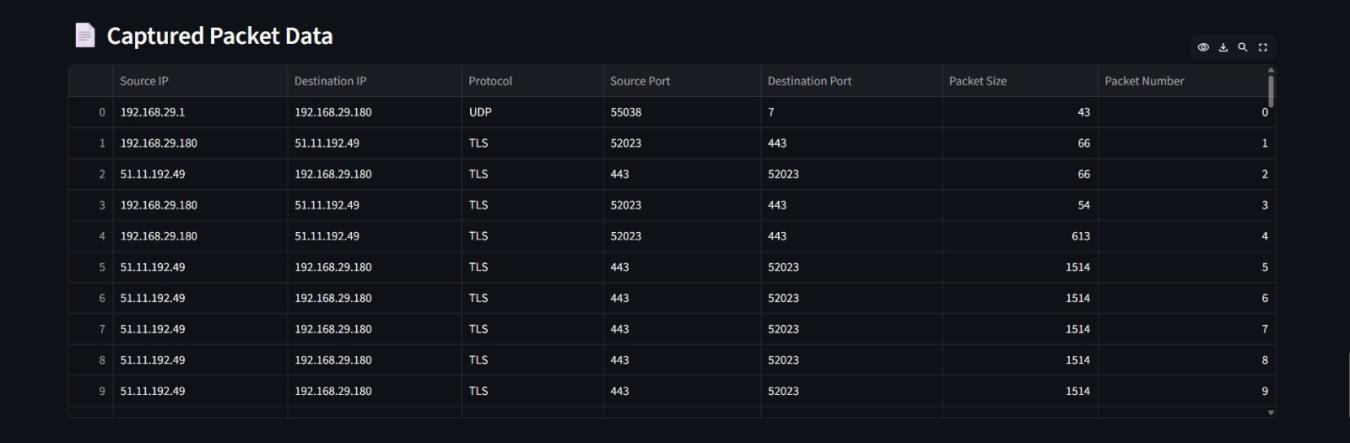 Captured Packet Data
Source IP Destination IP Protocol Source Port Destination Port Packet Size Packet Number
0 192.168.29.1 192.168.29.180 UDP 55038 7 43 0
1 192.168.29.180 51.11.192.49 TLS 52023 443 66 1
2 51.11.192.49 192.168.29.180 TLS 443 52023 66 2
3 192.168.29.180 51.11.192.49 TLS 52023 443 54 3
4 192.168.29.180 51.11.192.49 TLS 52023 443 613 4
5 51.11.192.49 192.168.29.180 TLS 443 52023 1514 5
6 51.11.192.49 192.168.29.180 TLS 443 52023 1514 6
7 51.11.192.49 192.168.29.180 TLS 443 52023 1514 7
8 51.11.192.49 192.168.29.180 TLS 443 52023 1514 8
9 51.11.192.49 192.168.29.180 TLS 443 52023 1514 9